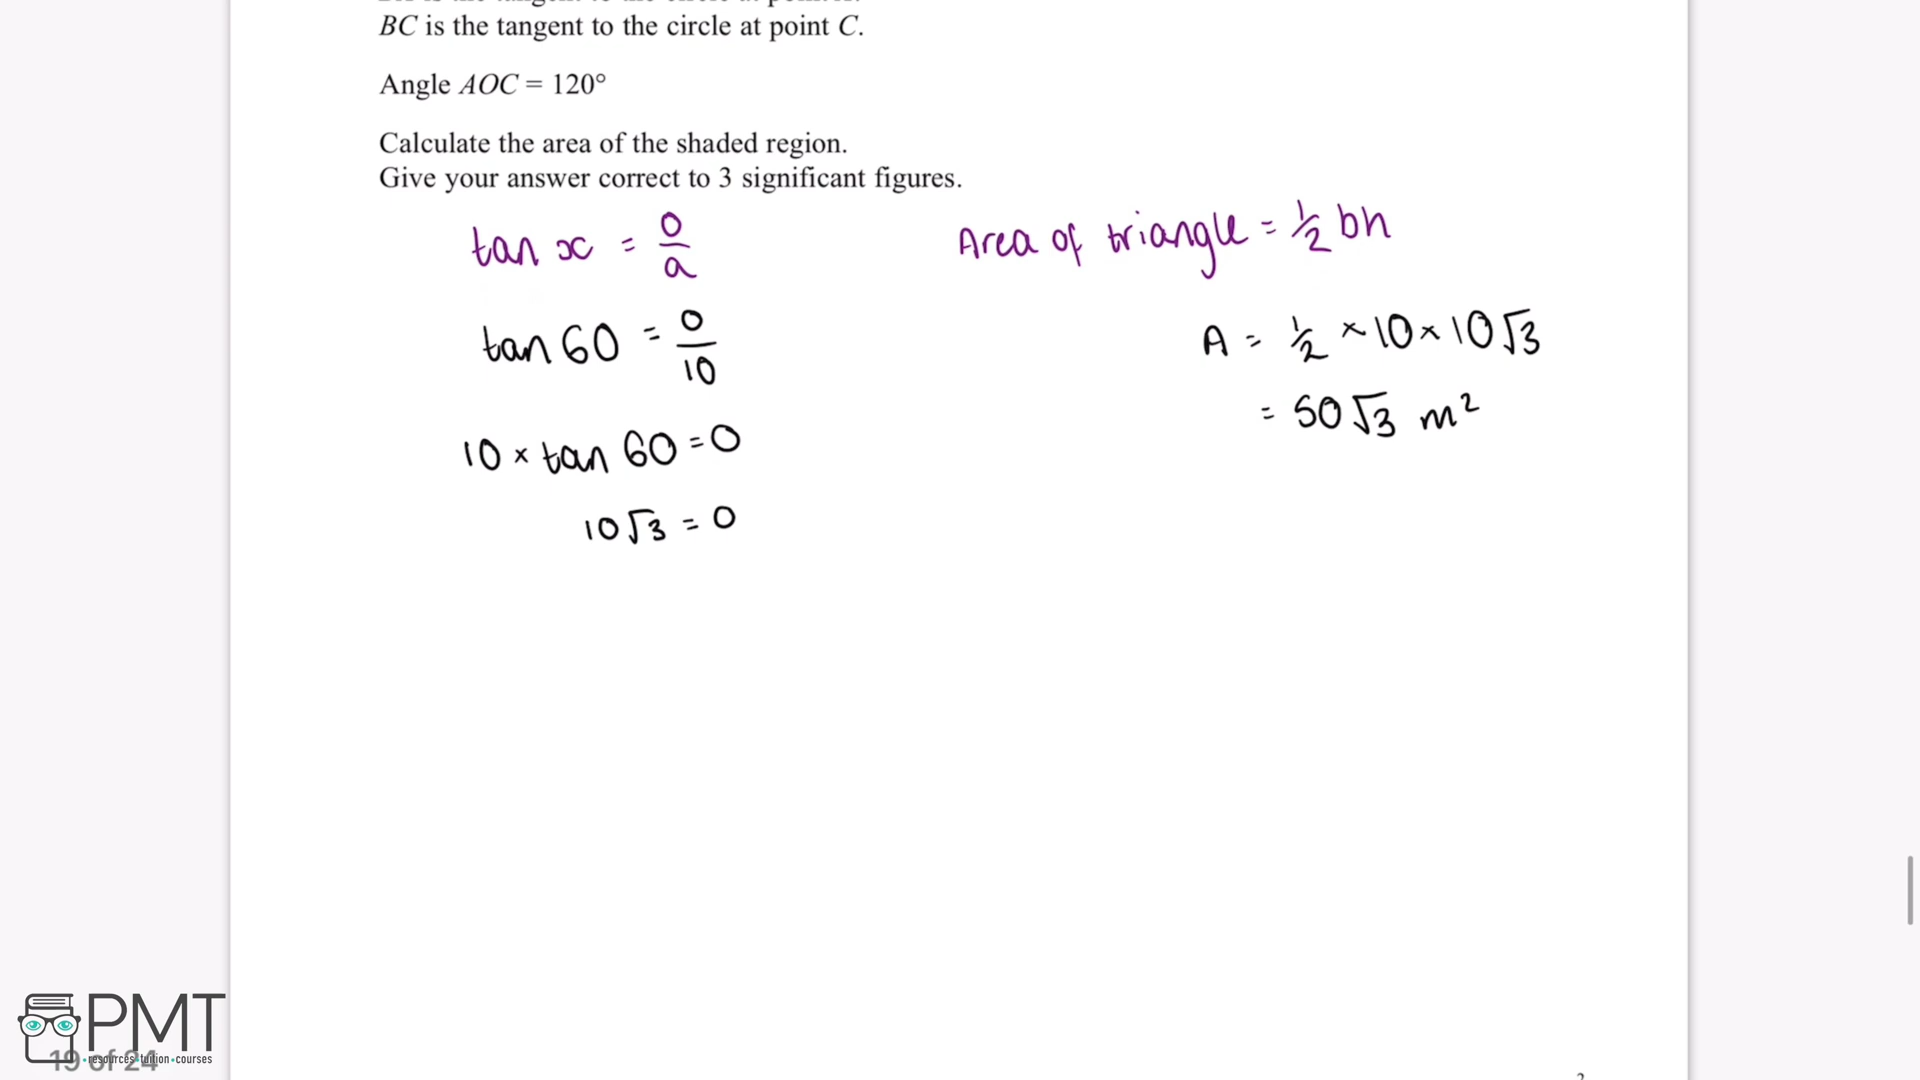 BC is the tangent to the circle at point C.
Angle AOC = 120°
Calculate the area of the shaded region.
Give your answer correct to 3 significant figures.
tan x = o/a
tan 60 = o/10
10 × tan 60 = o
10√3 = o
Area of triangle = 1/2 bh
A = 1/2 × 10 × 10√3
= 50√3 m²
PMT
resources•tuition•courses
19 of 24